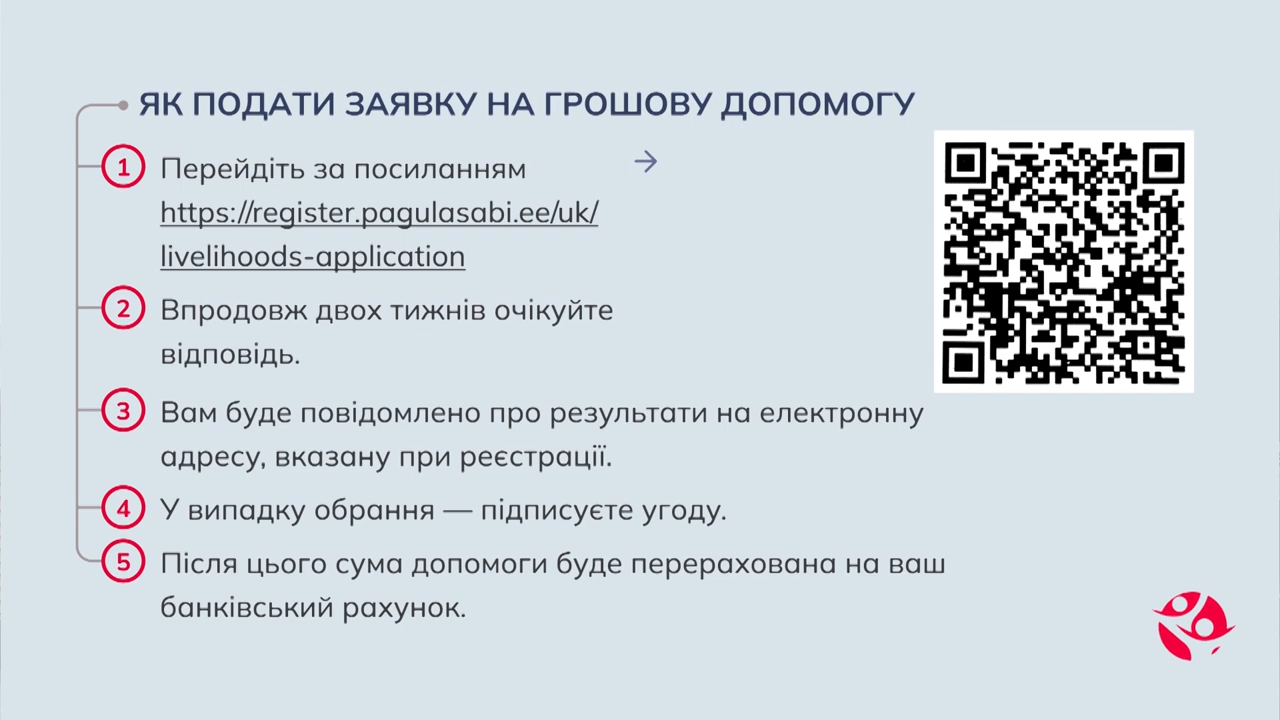 ЯК ПОДАТИ ЗАЯВКУ НА ГРОШОВУ ДОПОМОГУ
1 Перейдіть за посиланням →
https://register.pagulasabi.ee/uk/
livelihoods-application
2 Впродовж двох тижнів очікуйте
відповідь.
3 Вам буде повідомлено про результати на електронну
адресу, вказану при реєстрації.
4 У випадку обрання — підписуєте угоду.
5 Після цього сума допомоги буде перерахована на ваш
банківський рахунок.